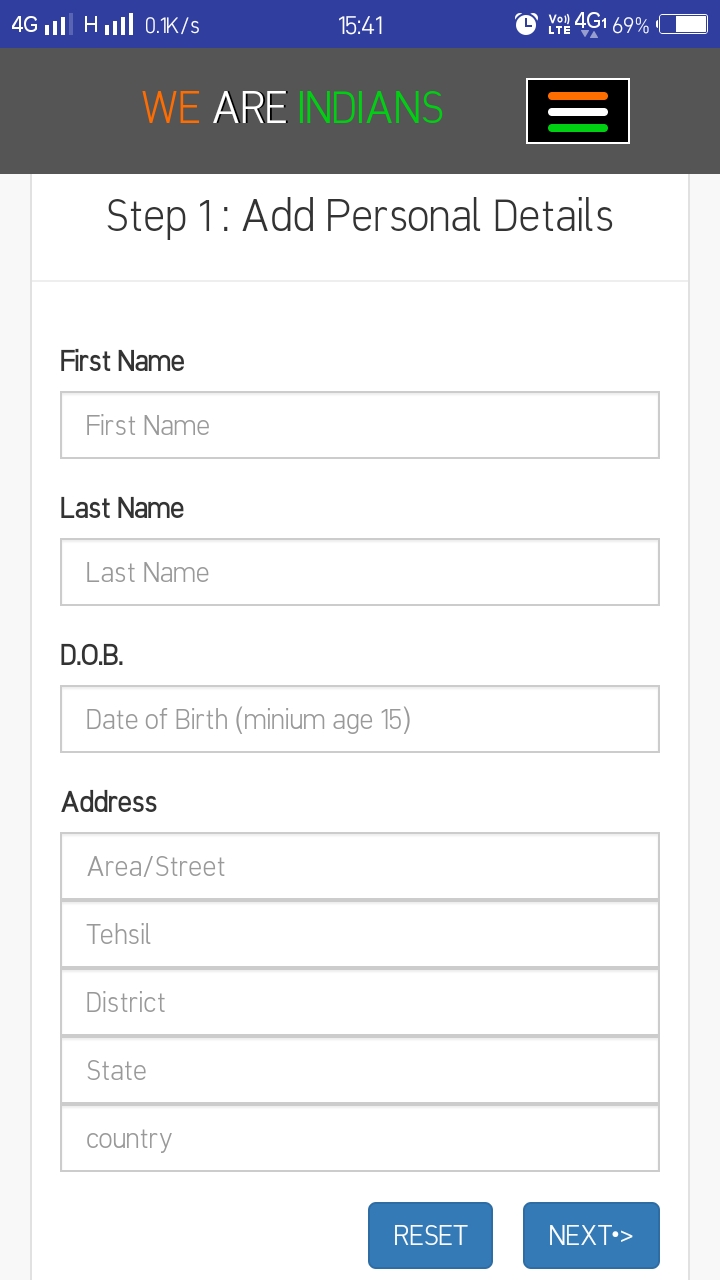 4G H 0.1K/s 15:41 Vo)) LTE 4G1 69%
WE ARE INDIANS
Step 1 : Add Personal Details
First Name
First Name
Last Name
Last Name
D.O.B.
Date of Birth (minium age 15)
Address
Area/Street
Tehsil
District
State
country
RESET NEXT•>